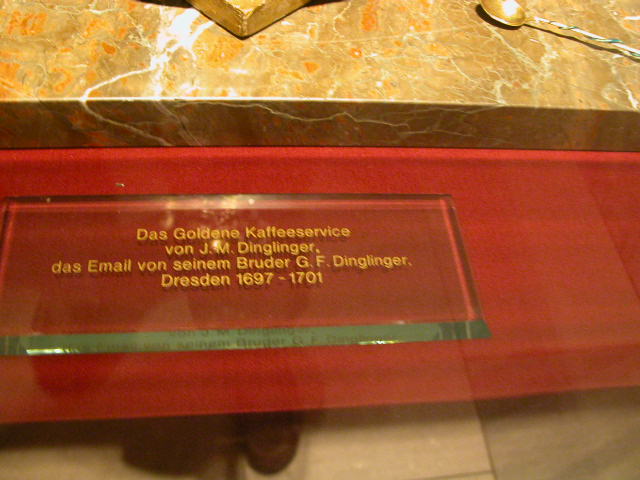 Das Goldene Kaffeeservice
von J. M. Dinglinger,
das Email von seinem Bruder G. F. Dinglinger.
Dresden 1697 - 1701